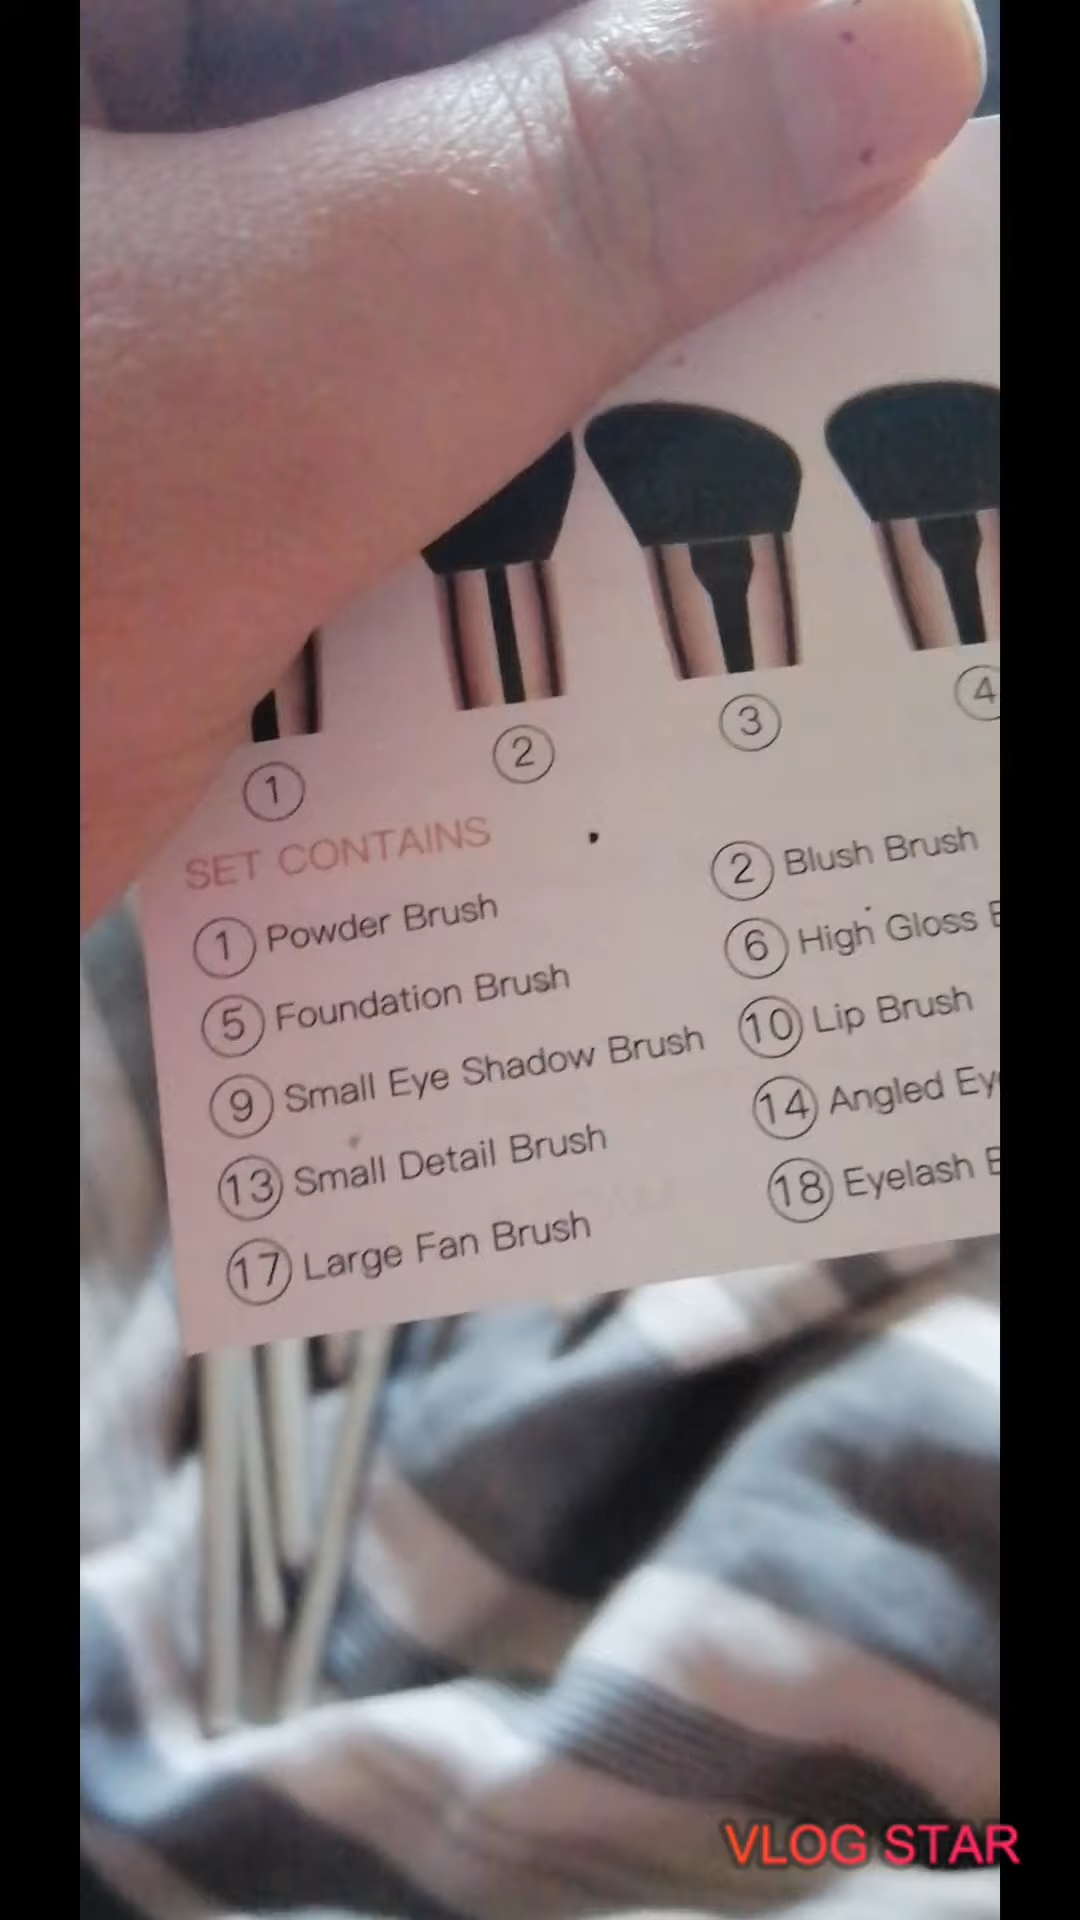 1 2 3 4
SET CONTAINS
1 Powder Brush 2 Blush Brush
5 Foundation Brush 6 High Gloss
9 Small Eye Shadow Brush 10 Lip Brush
13 Small Detail Brush 14 Angled
17 Large Fan Brush 18 Eyelash
VLOG STAR